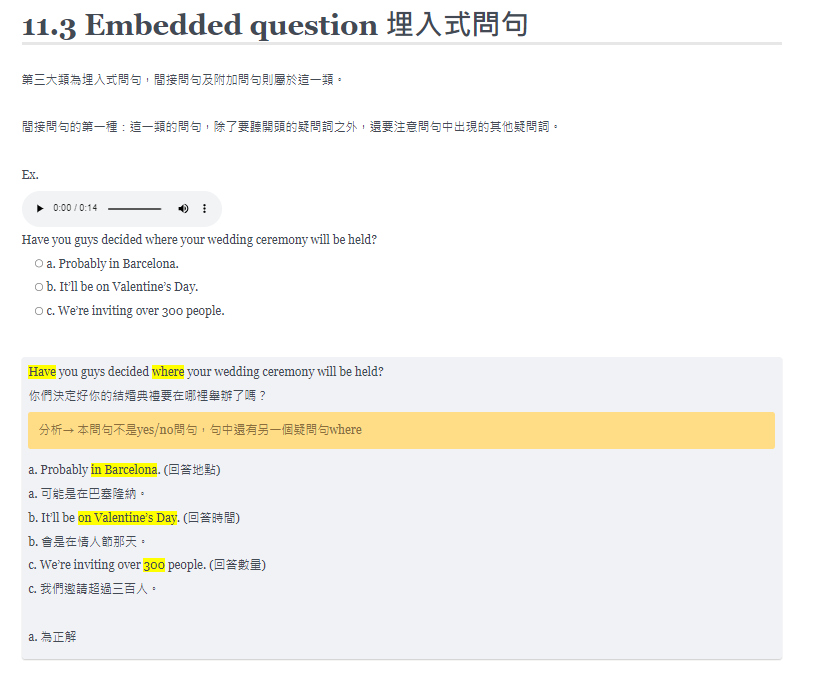 11.3 Embedded question 埋入式問句
第三大類為埋入式問句，間接問句及附加問句則屬於這一類。
間接問句的第一種：這一類的問句，除了要聽開頭的疑問詞之外，還要注意問句中出現的其他疑問詞。
Ex.
0:00 / 0:14
Have you guys decided where your wedding ceremony will be held?
a. Probably in Barcelona.
b. It’ll be on Valentine’s Day.
c. We’re inviting over 300 people.
Have you guys decided where your wedding ceremony will be held?
你們決定好你的結婚典禮要在哪裡舉辦了嗎？
分析→ 本問句不是yes/no問句，句中還有另一個疑問句where
a. Probably in Barcelona. (回答地點)
a. 可能是在巴塞隆納。
b. It’ll be on Valentine’s Day. (回答時間)
b. 會是在情人節那天。
c. We’re inviting over 300 people. (回答數量)
c. 我們邀請超過三百人。
a. 為正解